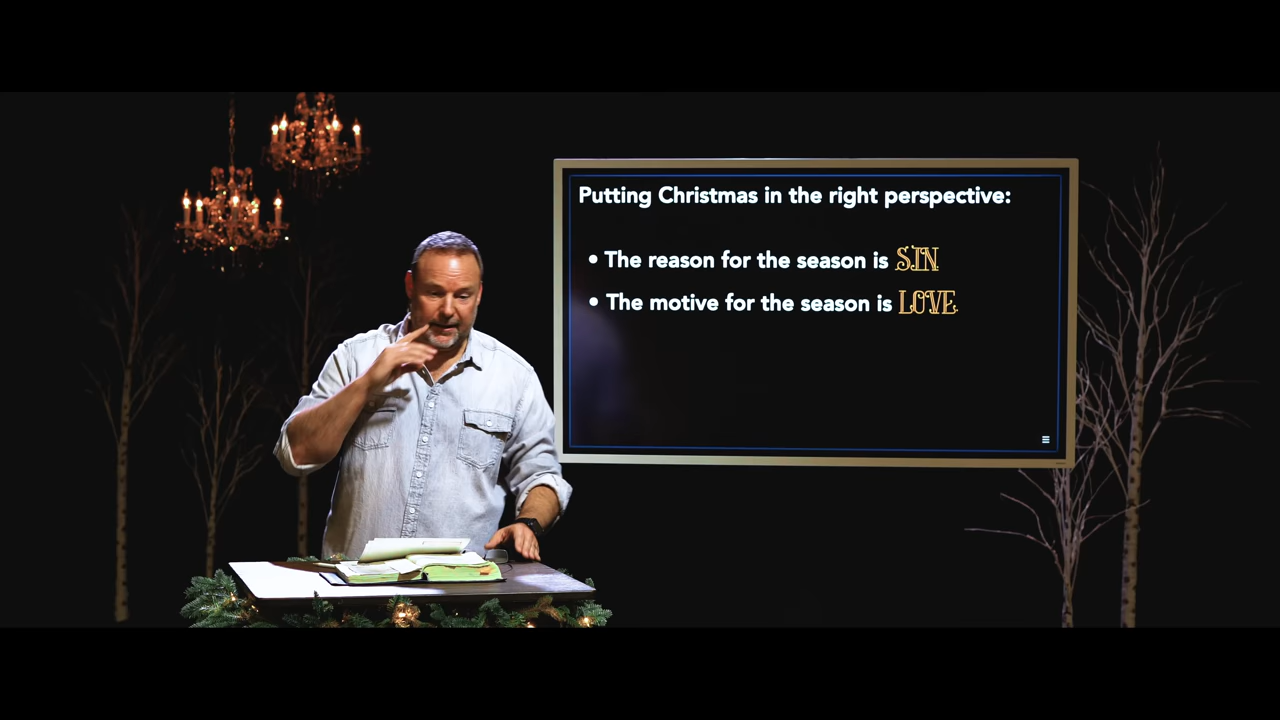 Putting Christmas in the right perspective:
• The reason for the season is SIN
• The motive for the season is LOVE